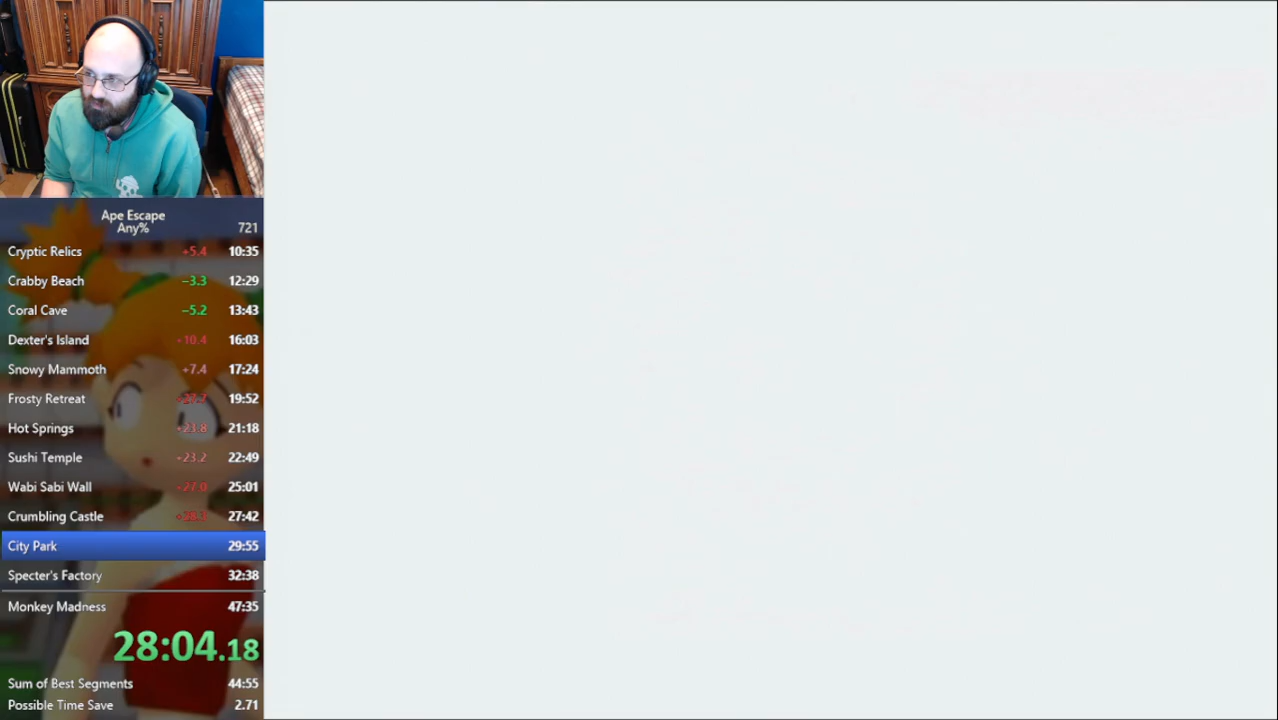 Ape Escape
Any% 721
Cryptic Relics +5.4 10:35
Crabby Beach −3.3 12:29
Coral Cave −5.2 13:43
Dexter's Island +10.4 16:03
Snowy Mammoth +7.4 17:24
Frosty Retreat +27.7 19:52
Hot Springs +23.8 21:18
Sushi Temple +23.2 22:49
Wabi Sabi Wall +27.0 25:01
Crumbling Castle 27:42
City Park 29:55
Specter's Factory 32:38
Monkey Madness 47:35
28:04.18
Sum of Best Segments 44:55
Possible Time Save 2.71